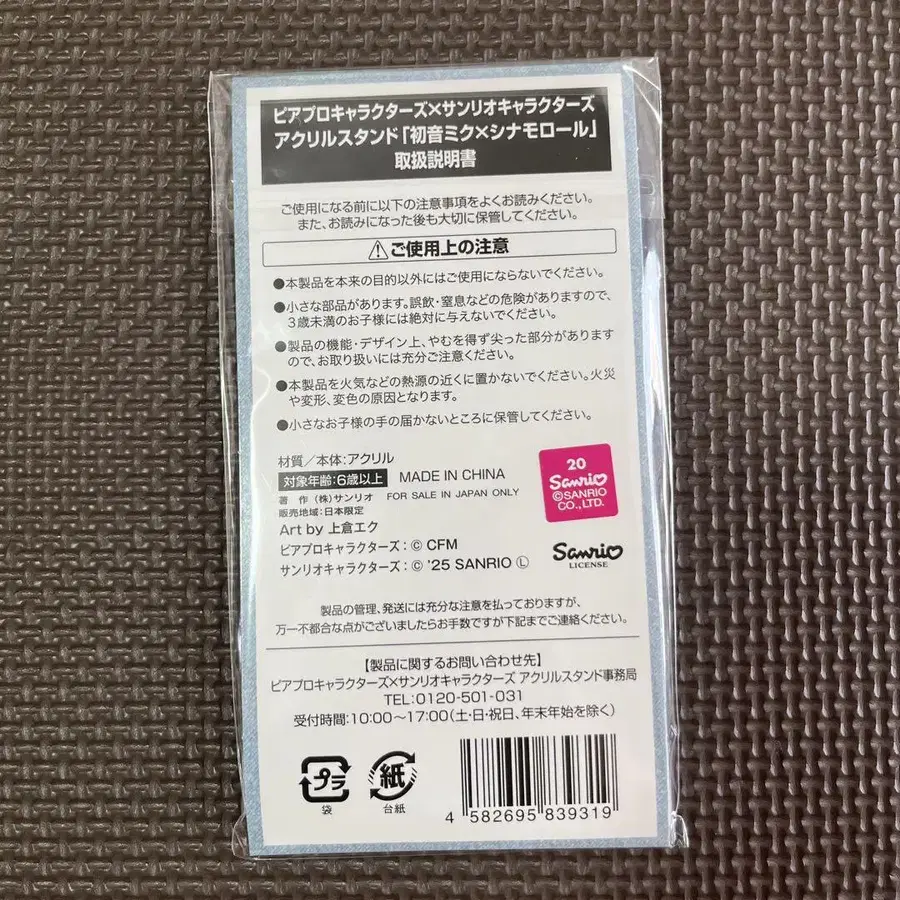 ピアプロキャラクターズ×サンリオキャラクターズ
アクリルスタンド「初音ミク×シナモロール」
取扱説明書
ご使用になる前に以下の注意事項をよくお読みください。
また、お読みになった後も大切に保管してください。
⚠ご使用上の注意
●本製品を本来の目的以外にはご使用にならないでください。
●小さな部品があります。誤飲・窒息などの危険がありますので、
3歳未満のお子様には絶対に与えないでください。
●製品の機能・デザイン上、やむを得ず尖った部分があります
ので、お取り扱いには充分ご注意ください。
●本製品を火気などの熱源の近くに置かないでください。火災
や変形、変色の原因となります。
●小さなお子様の手の届かないところに保管してください。
材質/本体:アクリル
対象年齢:6歳以上 MADE IN CHINA
著 作 (株)サンリオ FOR SALE IN JAPAN ONLY
販売地域:日本限定
Art by 上倉エク
ピアプロキャラクターズ:© CFM
サンリオキャラクターズ:© '25 SANRIO Ⓛ
20
Sanrio
©SANRIO
CO.,LTD.
Sanrio
LICENSE
製品の管理、発送には充分な注意を払っておりますが、
万一不都合な点がございましたらお手数ですが下記までご連絡ください。
【製品に関するお問い合わせ先】
ピアプロキャラクターズ×サンリオキャラクターズ アクリルスタンド事務局
TEL:0120-501-031
受付時間:10:00〜17:00(土・日・祝日、年末年始を除く)
プラ
袋
紙
台紙
4 582695 839319